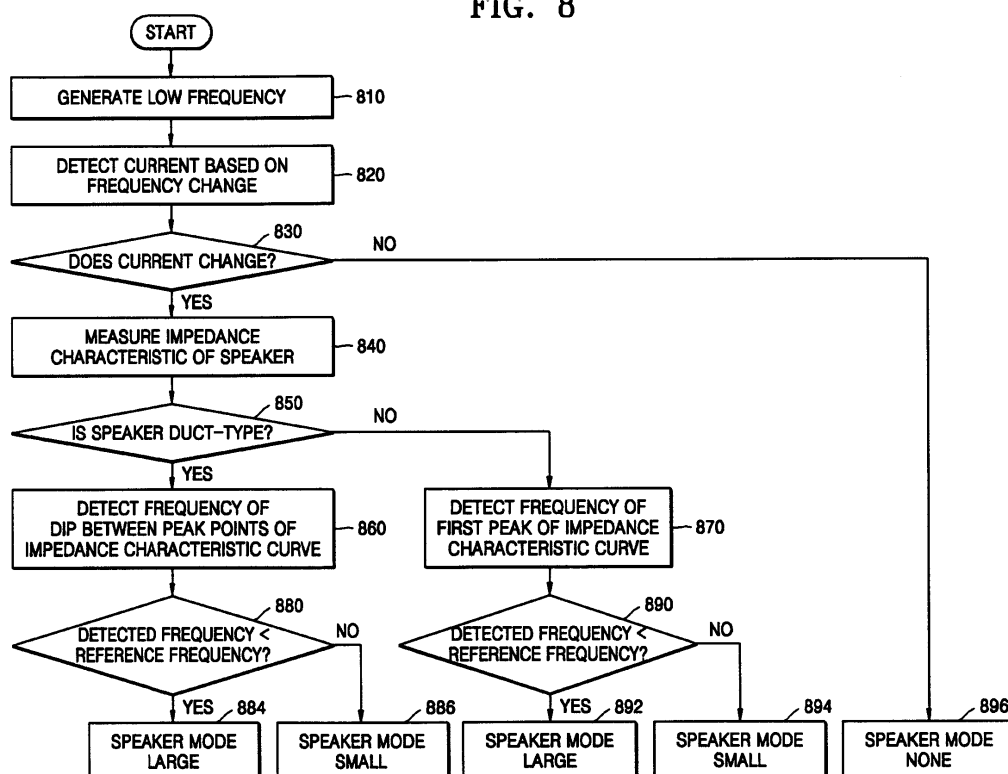 FIG. 8
START
GENERATE LOW FREQUENCY
810
DETECT CURRENT BASED ON
FREQUENCY CHANGE
820
830
DOES CURRENT CHANGE?
NO
YES
MEASURE IMPEDANCE
CHARACTERISTIC OF SPEAKER
840
850
IS SPEAKER DUCT-TYPE?
NO
YES
DETECT FREQUENCY OF
DIP BETWEEN PEAK POINTS OF
IMPEDANCE CHARACTERISTIC CURVE
860
DETECT FREQUENCY OF
FIRST PEAK OF IMPEDANCE
CHARACTERISTIC CURVE
870
880
DETECTED FREQUENCY <
REFERENCE FREQUENCY?
NO
YES
890
DETECTED FREQUENCY <
REFERENCE FREQUENCY?
NO
YES
884
SPEAKER MODE
LARGE
886
SPEAKER MODE
SMALL
892
SPEAKER MODE
LARGE
894
SPEAKER MODE
SMALL
896
SPEAKER MODE
NONE